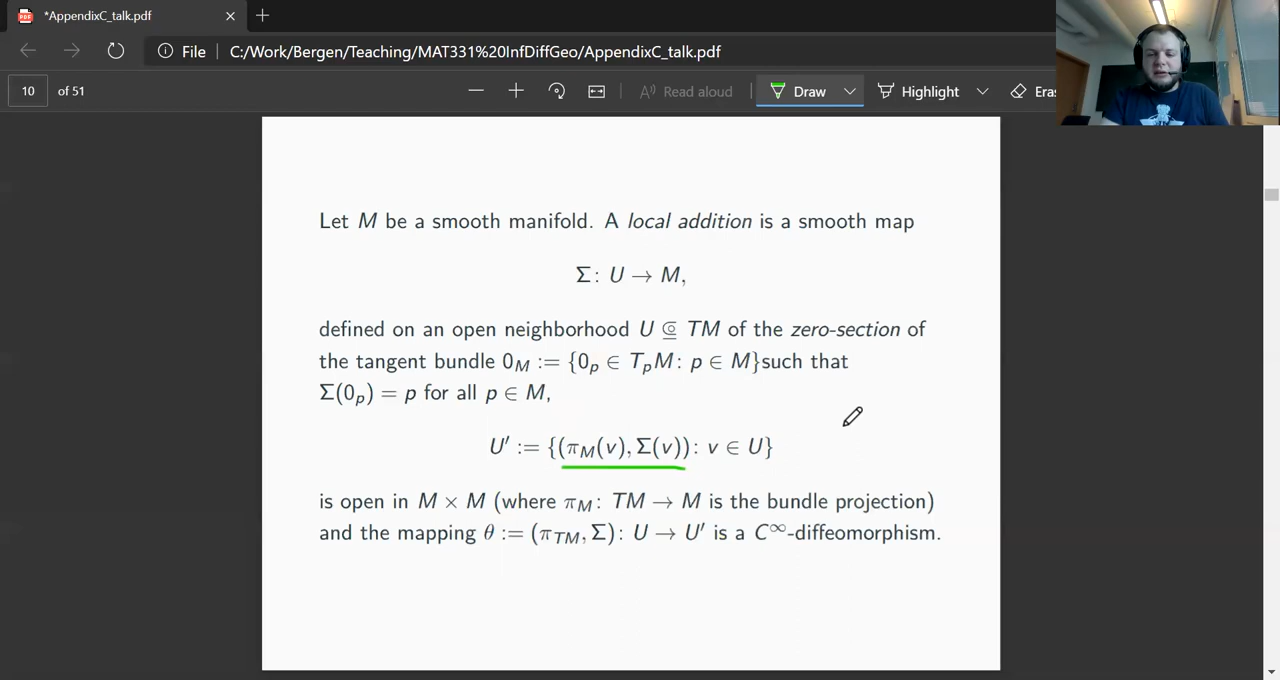 *AppendixC_talk.pdf
File C:/Work/Bergen/Teaching/MAT331%20InfDiffGeo/AppendixC_talk.pdf
10 of 51 Read aloud Draw Highlight Eras
Let M be a smooth manifold. A local addition is a smooth map
Σ: U → M,
defined on an open neighborhood U ⊆ TM of the zero-section of
the tangent bundle 0_M := {0_p ∈ T_pM: p ∈ M}such that
Σ(0_p) = p for all p ∈ M,
U′ := {(π_M(v), Σ(v)): v ∈ U}
is open in M × M (where π_M: TM → M is the bundle projection)
and the mapping θ := (π_TM, Σ): U → U′ is a C^∞-diffeomorphism.